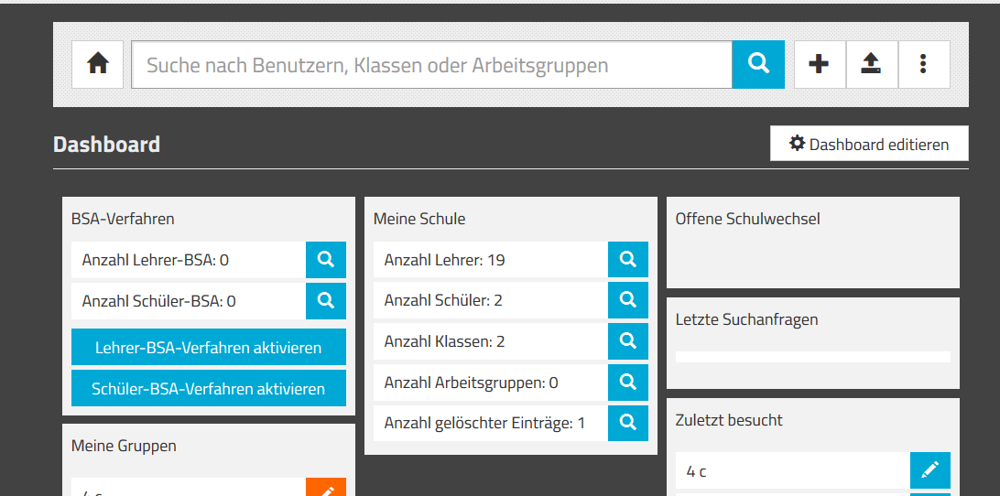 Suche nach Benutzern, Klassen oder Arbeitsgruppen
Dashboard
Dashboard editieren
BSA-Verfahren
Anzahl Lehrer-BSA: 0
Anzahl Schüler-BSA: 0
Lehrer-BSA-Verfahren aktivieren
Schüler-BSA-Verfahren aktivieren
Meine Gruppen
4 c
Meine Schule
Anzahl Lehrer: 19
Anzahl Schüler: 2
Anzahl Klassen: 2
Anzahl Arbeitsgruppen: 0
Anzahl gelöschter Einträge: 1
Offene Schulwechsel
Letzte Suchanfragen
Zuletzt besucht
4 c